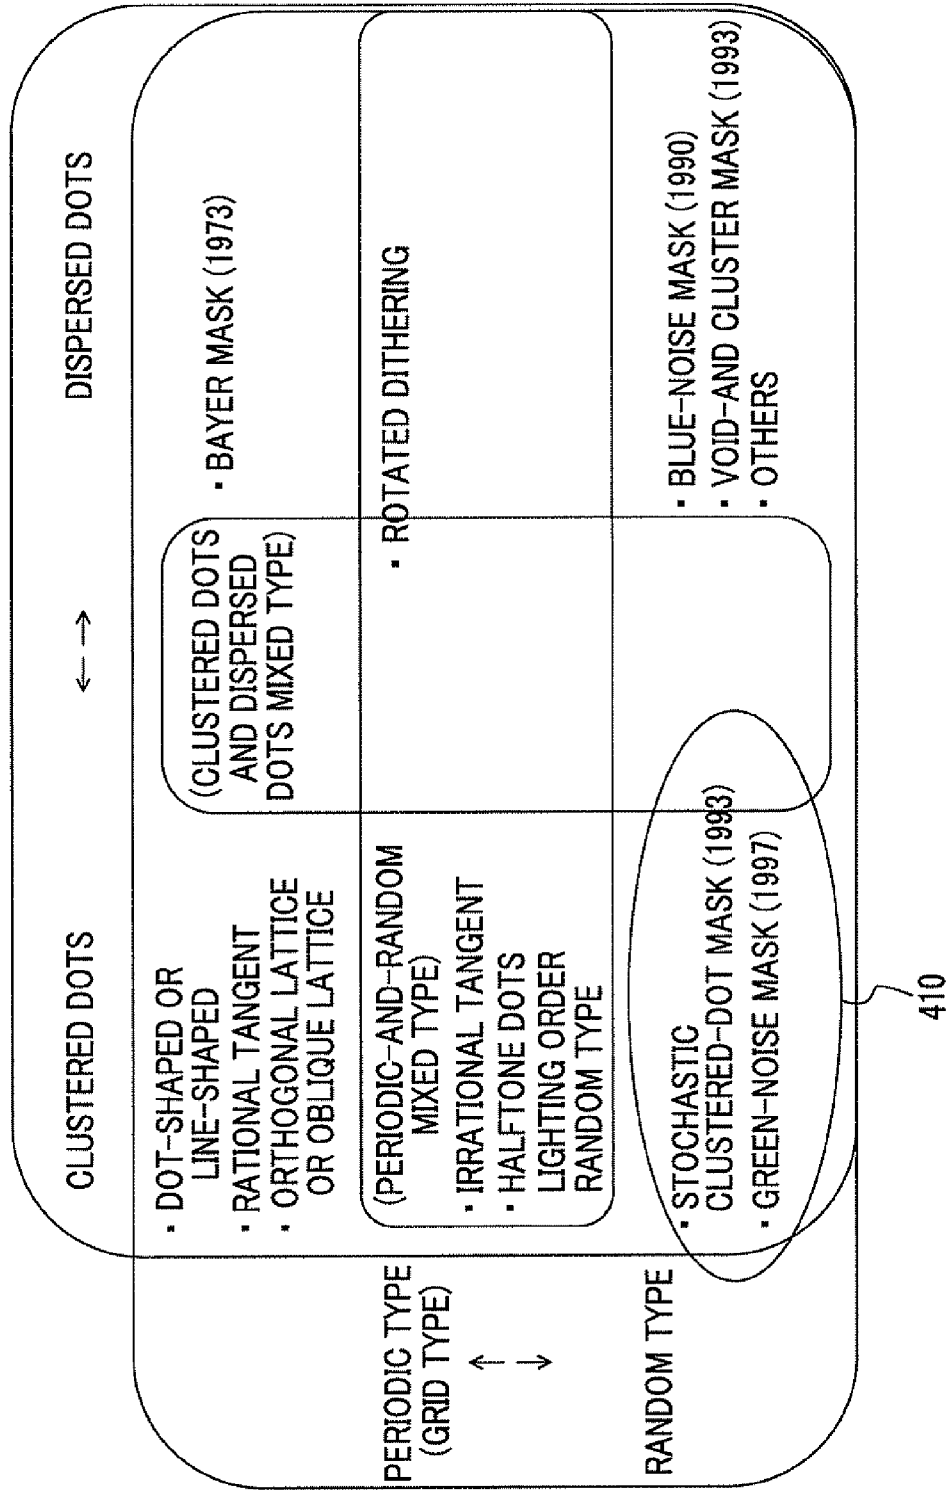 CLUSTERED DOTS
←→
DISPERSED DOTS
PERIODIC TYPE
(GRID TYPE)
←→
RANDOM TYPE
・DOT-SHAPED OR
LINE-SHAPED
・RATIONAL TANGENT
・ORTHOGONAL LATTICE
OR OBLIQUE LATTICE
(CLUSTERED DOTS
AND DISPERSED
DOTS MIXED TYPE)
・BAYER MASK (1973)
(PERIODIC-AND-RANDOM
MIXED TYPE)
・IRRATIONAL TANGENT
・HALFTONE DOTS
LIGHTING ORDER
RANDOM TYPE
・ROTATED DITHERING
・STOCHASTIC
CLUSTERED-DOT MASK (1993)
・GREEN-NOISE MASK (1997)
・BLUE-NOISE MASK (1990)
・VOID-AND CLUSTER MASK (1993)
・OTHERS
410